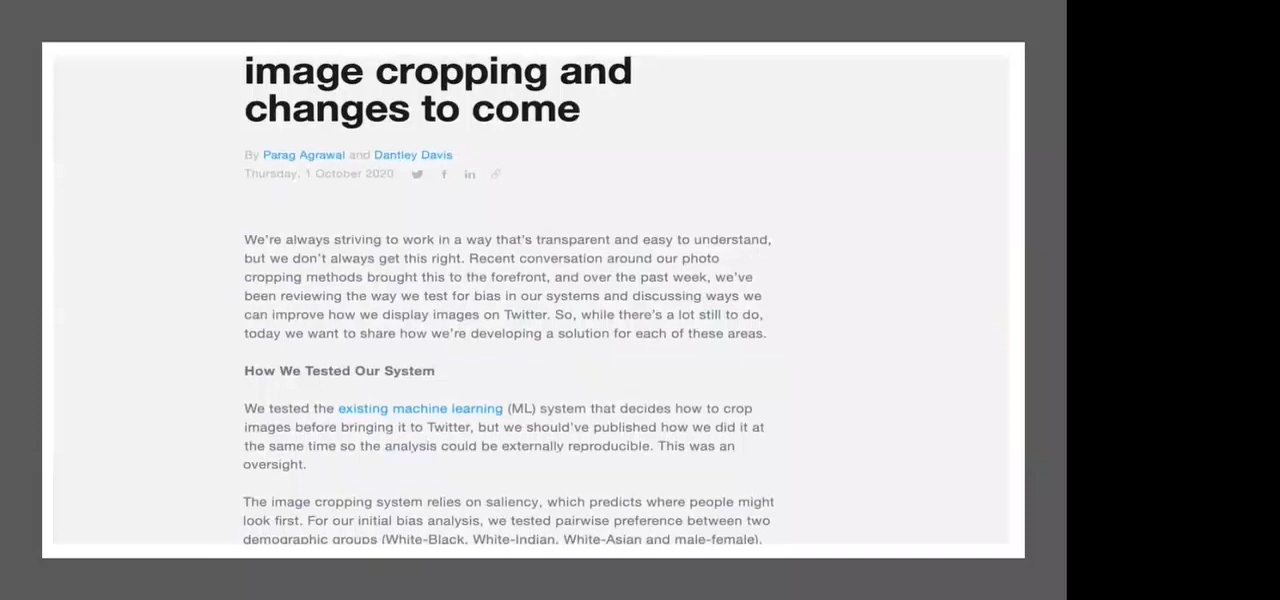 image cropping and
changes to come
By Parag Agrawal and Dantley Davis
Thursday, 1 October 2020
We're always striving to work in a way that's transparent and easy to understand,
but we don't always get this right. Recent conversation around our photo
cropping methods brought this to the forefront, and over the past week, we've
been reviewing the way we test for bias in our systems and discussing ways we
can improve how we display images on Twitter. So, while there's a lot still to do,
today we want to share how we're developing a solution for each of these areas.
How We Tested Our System
We tested the existing machine learning (ML) system that decides how to crop
images before bringing it to Twitter, but we should've published how we did it at
the same time so the analysis could be externally reproducible. This was an
oversight.
The image cropping system relies on saliency, which predicts where people might
look first. For our initial bias analysis, we tested pairwise preference between two
demographic groups (White-Black, White-Indian, White-Asian and male-female).